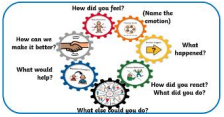 How did you feel?
(Name the
emotion)
What
happened?
How did you react?
What did you do?
What else could you do?
What would
help?
How can we
make it better?